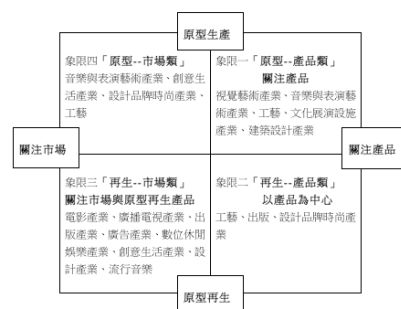 原型生產
象限四「原型--市場類」
音樂與表演藝術產業、創意生
活產業、設計品牌時尚產業、
工藝
象限一「原型--產品類」
關注產品
視覺藝術產業、音樂與表演藝
術產業、工藝、文化展演設施
產業、建築設計產業
關注市場
關注產品
象限三「再生--市場類」
關注市場與原型再生產品
電影產業、廣播電視產業、出
版產業、廣告產業、數位休閒
娛樂產業、創意生活產業、設
計產業、流行音樂
象限二「再生--產品類」
以產品為中心
工藝、出版、設計品牌時尚產
業
原型再生